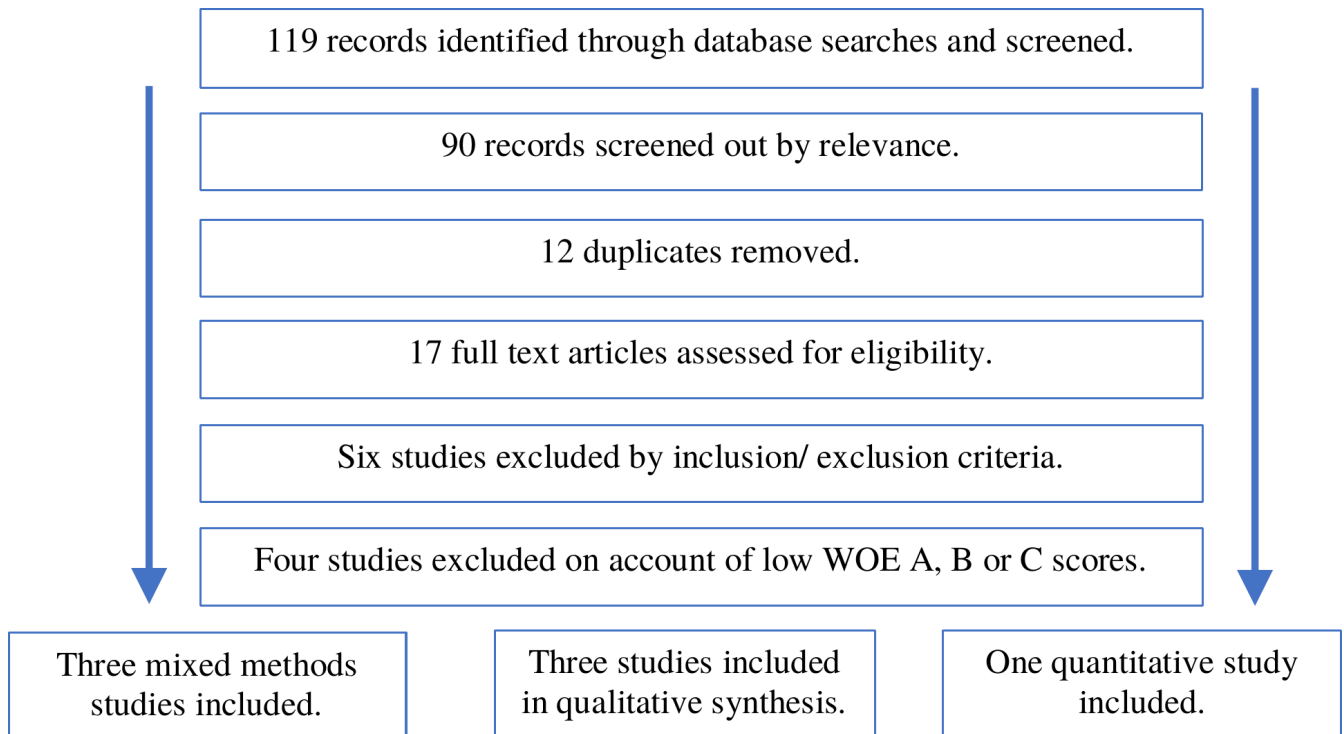 119 records identified through database searches and screened.
90 records screened out by relevance.
12 duplicates removed.
17 full text articles assessed for eligibility.
Six studies excluded by inclusion/ exclusion criteria.
Four studies excluded on account of low WOE A, B or C scores.
Three mixed methods
studies included.
Three studies included
in qualitative synthesis.
One quantitative study
included.